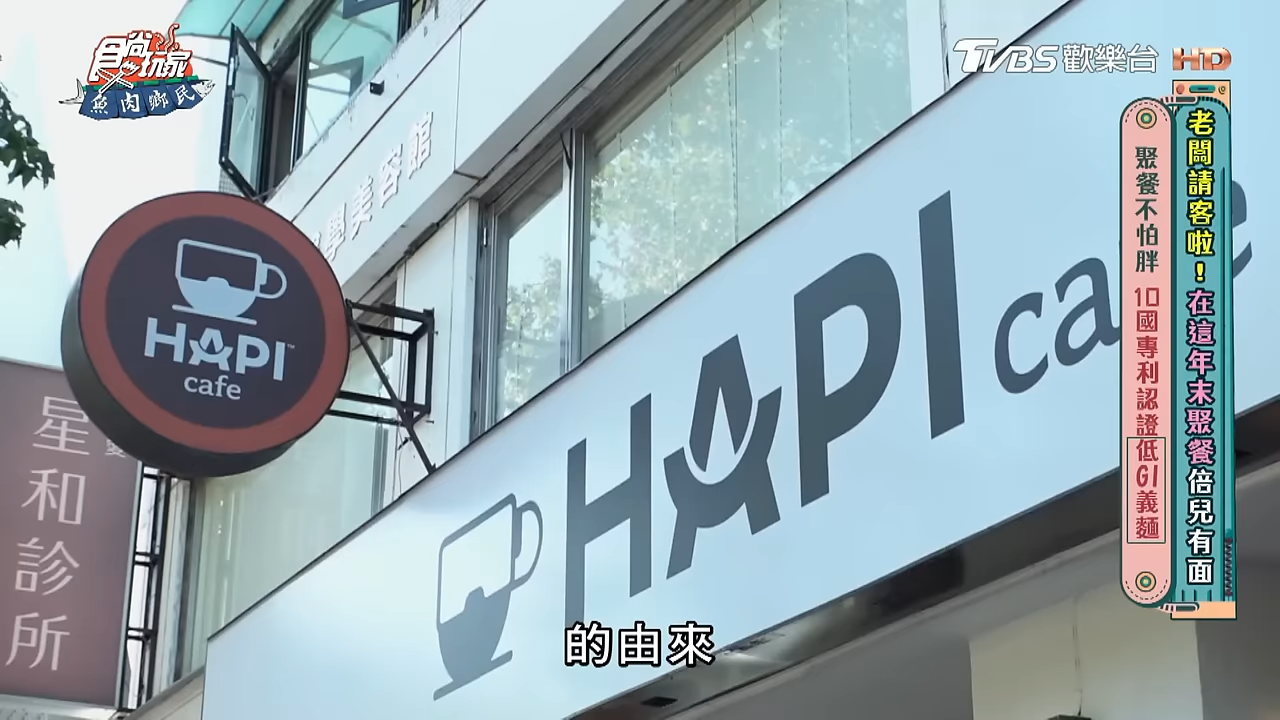 食尚玩家
魚肉鄉民
TVBS歡樂台 HD
老闆請客啦！在這年末聚餐倍兒有面
聚餐不怕胖 10國專利認證低GI義麵
學美容館
HAPI™
cafe
HAPI cafe
星和診所
的由來